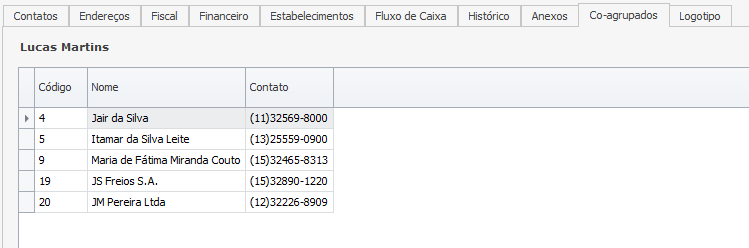 Contatos Endereços Fiscal Financeiro Estabelecimentos Fluxo de Caixa Histórico Anexos Co-agrupados Logotipo
Lucas Martins
Código Nome Contato
4 Jair da Silva (11)32569-8000
5 Itamar da Silva Leite (13)25559-0900
9 Maria de Fátima Miranda Couto (15)32465-8313
19 JS Freios S.A. (15)32890-1220
20 JM Pereira Ltda (12)32226-8909